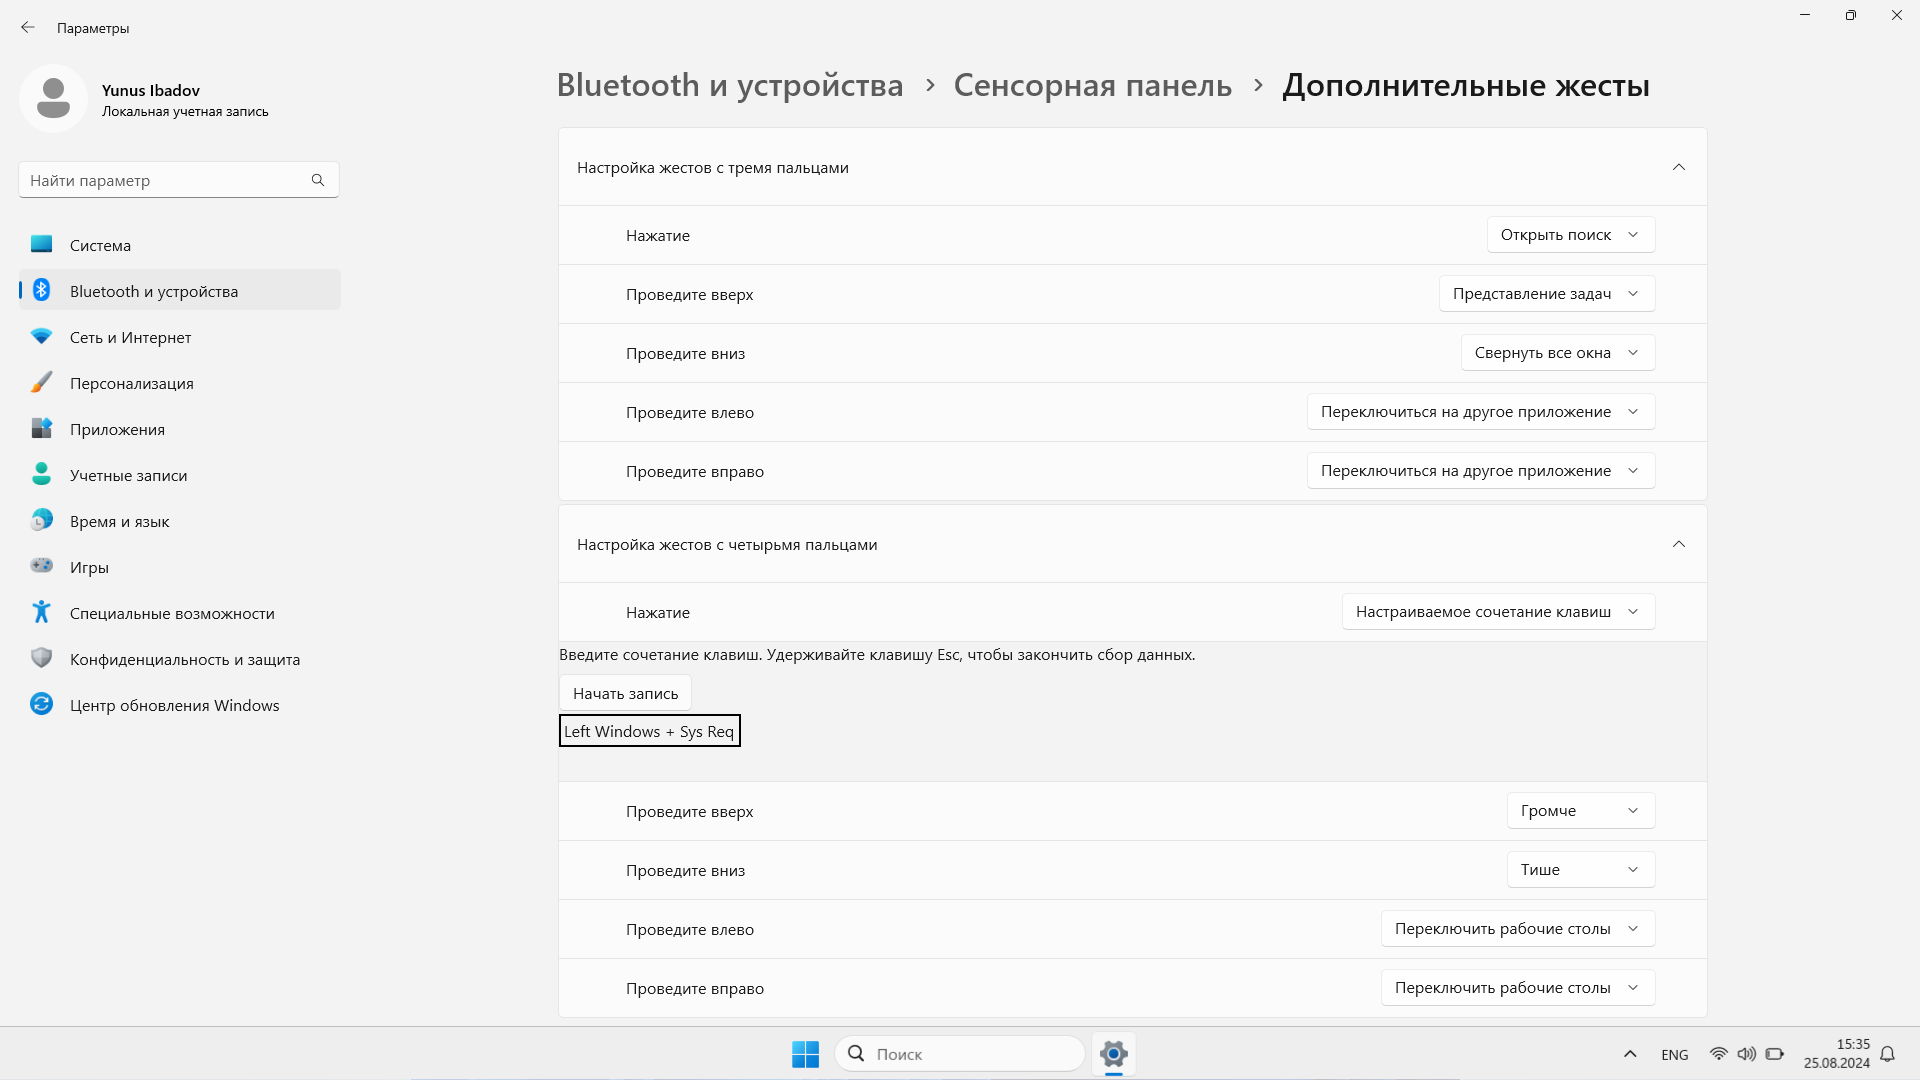 Параметры
Yunus Ibadov
Локальная учетная запись
Найти параметр
Система
Bluetooth и устройства
Сеть и Интернет
Персонализация
Приложения
Учетные записи
Время и язык
Игры
Специальные возможности
Конфиденциальность и защита
Центр обновления Windows
Bluetooth и устройства › Сенсорная панель › Дополнительные жесты
Настройка жестов с тремя пальцами
Нажатие Открыть поиск
Проведите вверх Представление задач
Проведите вниз Свернуть все окна
Проведите влево Переключиться на другое приложение
Проведите вправо Переключиться на другое приложение
Настройка жестов с четырьмя пальцами
Нажатие Настраиваемое сочетание клавиш
Введите сочетание клавиш. Удерживайте клавишу Esc, чтобы закончить сбор данных.
Начать запись
Left Windows + Sys Req
Проведите вверх Громче
Проведите вниз Тише
Проведите влево Переключить рабочие столы
Проведите вправо Переключить рабочие столы
Поиск
ENG
15:35
25.08.2024